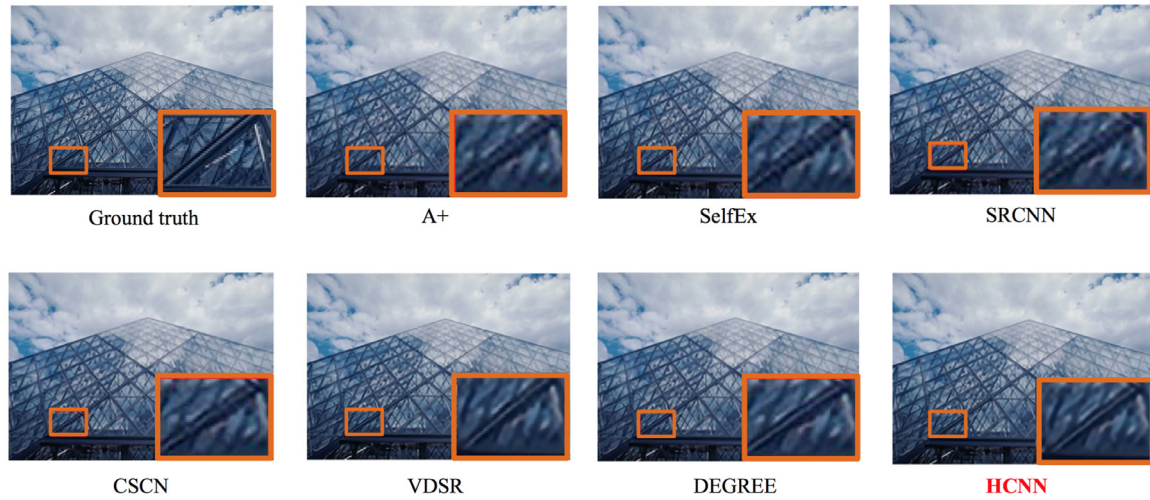 Ground truth
A+
SelfEx
SRCNN
CSCN
VDSR
DEGREE
HCNN